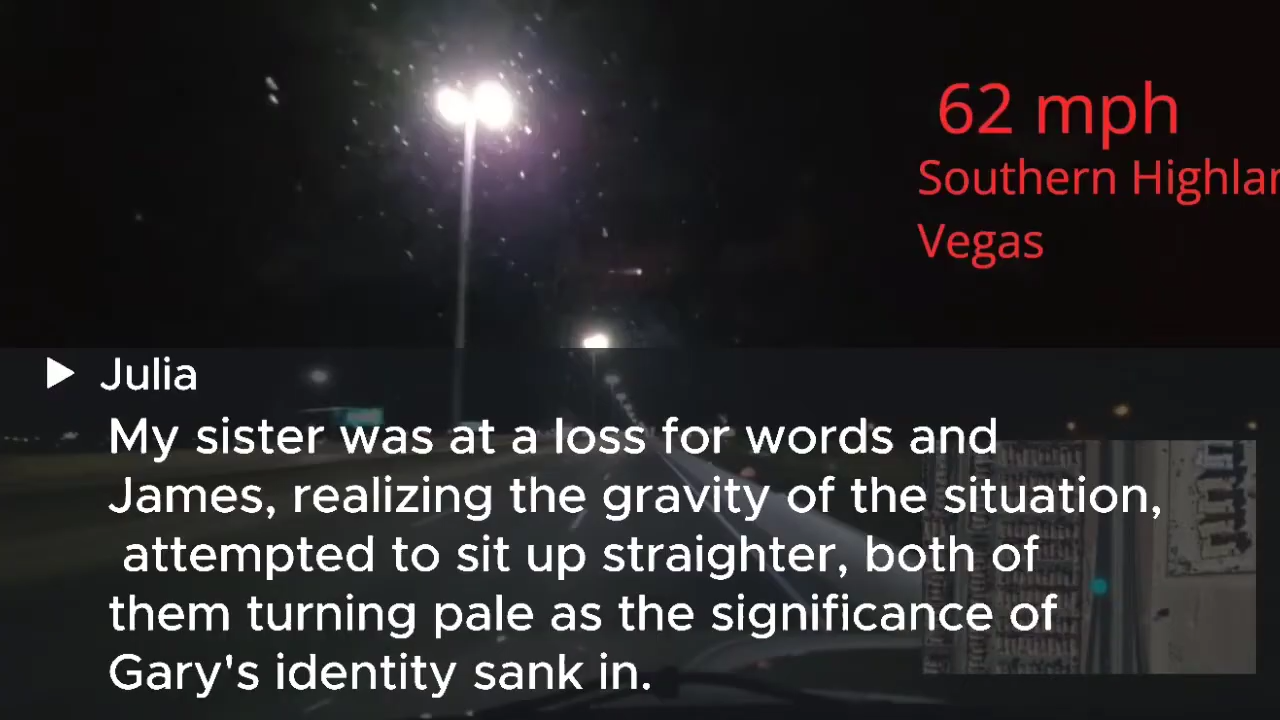 62 mph
Southern Highlan
Vegas
Julia
My sister was at a loss for words and
James, realizing the gravity of the situation,
attempted to sit up straighter, both of
them turning pale as the significance of
Gary's identity sank in.